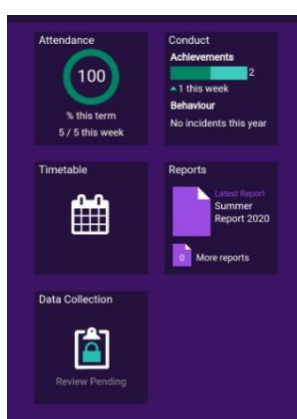 Attendance
100
% this term
5 / 5 this week
Conduct
Achievements
2
1 this week
Behaviour
No incidents this year
Timetable
Reports
Latest Report
Summer
Report 2020
0
More reports
Data Collection
Review Pending